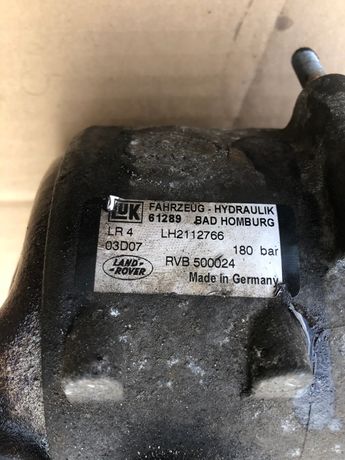 LUK FAHRZEUG - HYDRAULIK
61289 BAD HOMBURG
LR 4 LH2112766
03D07 180 bar
LAND ROVER RVB 500024
Made in Germany